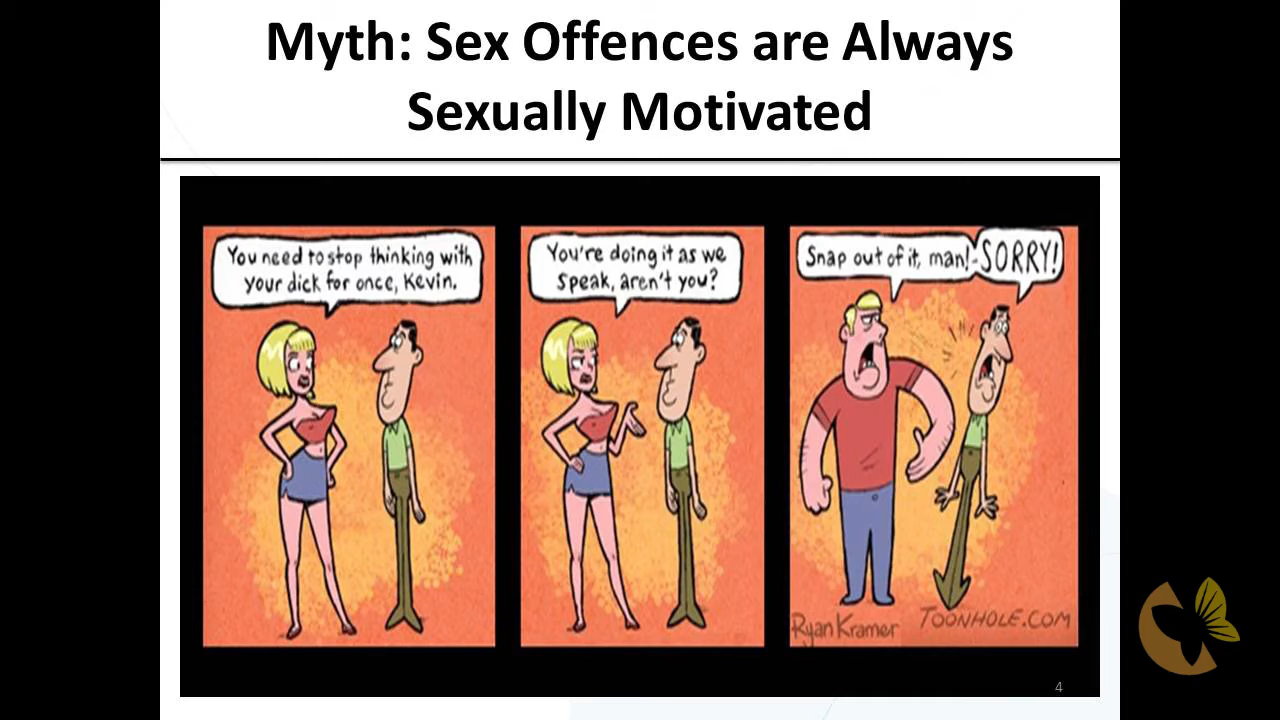 Myth: Sex Offences are Always
Sexually Motivated
You need to stop thinking with
your dick for once, Kevin.
You're doing it as we
speak, aren't you?
Snap out of it, man!
SORRY!
Ryan Kramer
TOONHOLE.COM
4